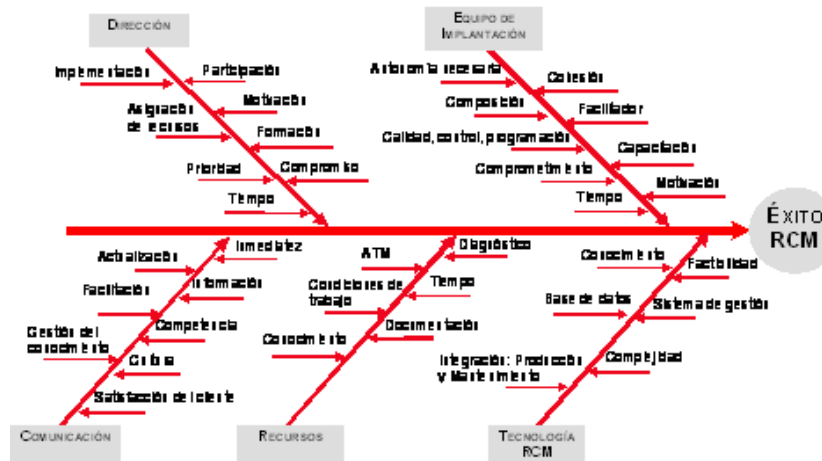 DIRECCIÓN
Implementación
Participación
Asignación
de recursos
Motivación
Formación
Prioridad
Compromiso
Tiempo
EQUIPO DE
IMPLANTACIÓN
Autonomía necesaria
Cohesión
Composición
Facilitador
Calidad, control, programación
Capacitación
Comprometimiento
Motivación
Tiempo
ÉXITO
RCM
Actualización
Inmediatez
Facilitación
Información
Gestión del
conocimiento
Competencia
Cultura
Satisfacción del cliente
COMUNICACIÓN
ATM
Diagnóstico
Condiciones de
trabajo
Tiempo
Conocimiento
Documentación
RECURSOS
Conocimiento
Factibilidad
Base de datos
Sistema de gestión
Integración: Producción
y Mantenimiento
Complejidad
TECNOLOGÍA
RCM